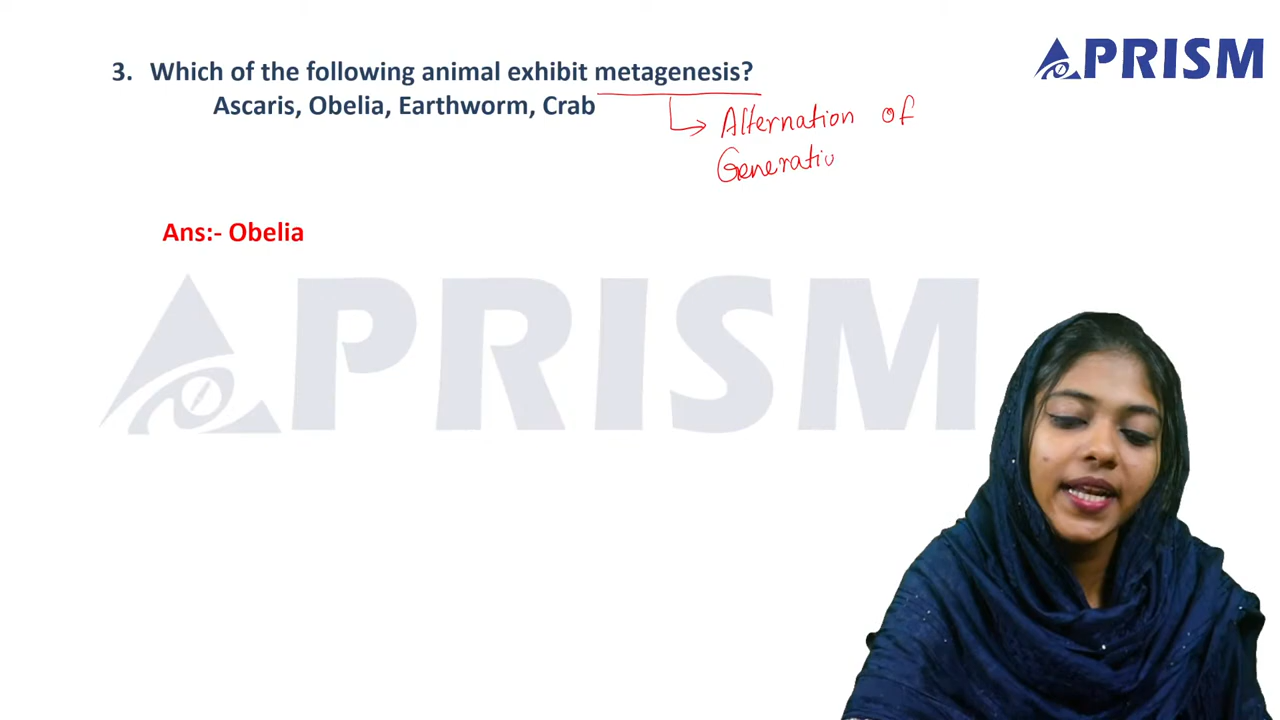 PRISM
3. Which of the following animal exhibit metagenesis?
Ascaris, Obelia, Earthworm, Crab
Alternation of
Generatio
Ans:- Obelia
PRISM